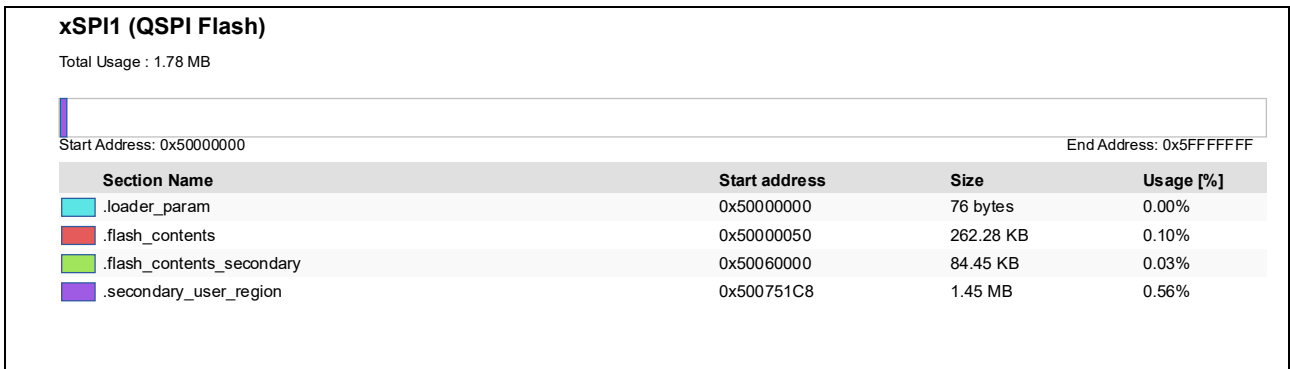 xSPI1 (QSPI Flash)
Total Usage : 1.78 MB
Start Address: 0x50000000 End Address: 0x5FFFFFFF
Section Name Start address Size Usage [%]
.loader_param 0x50000000 76 bytes 0.00%
.flash_contents 0x50000050 262.28 KB 0.10%
.flash_contents_secondary 0x50060000 84.45 KB 0.03%
.secondary_user_region 0x500751C8 1.45 MB 0.56%